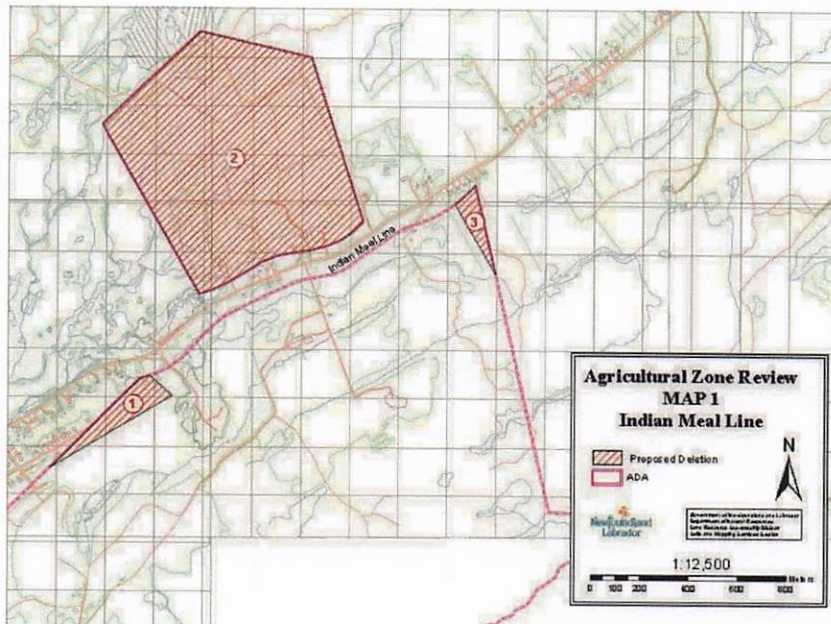 2
3
Indian Meal Line
1
Agricultural Zone Review
MAP 1
Indian Meal Line
N
Proposed Deletion
ADA
Newfoundland
Labrador
1:12,500
0 100 200 400 600 800